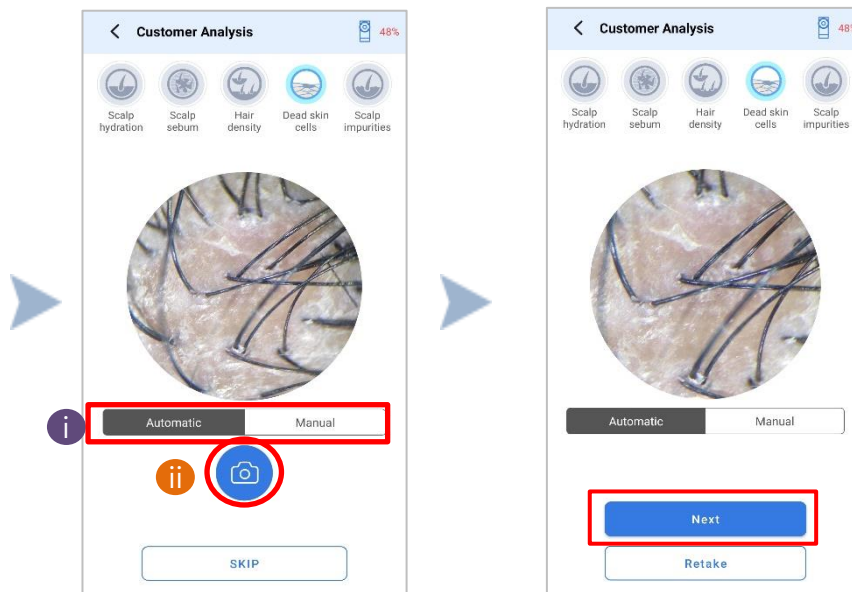 Customer Analysis
48%
Scalp
hydration
Scalp
sebum
Hair
density
Dead skin
cells
Scalp
impurities
i
Automatic
Manual
ii
SKIP
Customer Analysis
48%
Scalp
hydration
Scalp
sebum
Hair
density
Dead skin
cells
Scalp
impurities
Automatic
Manual
Next
Retake